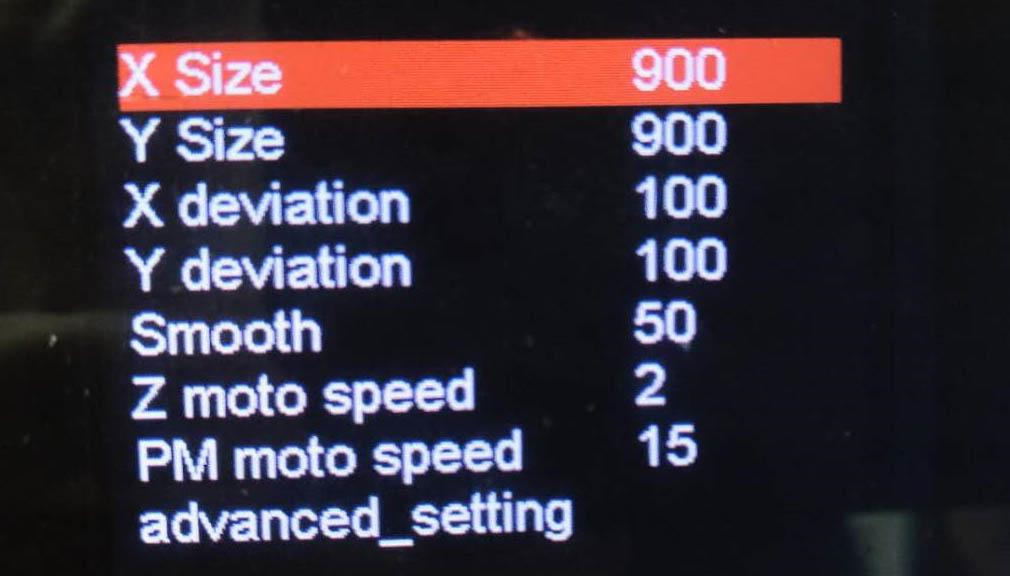 X Size 900
Y Size 900
X deviation 100
Y deviation 100
Smooth 50
Z moto speed 2
PM moto speed 15
advanced_setting